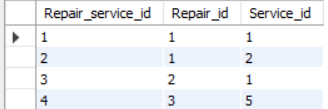 Repair_service_id Repair_id Service_id
1 1 1
2 1 2
3 2 1
4 3 5